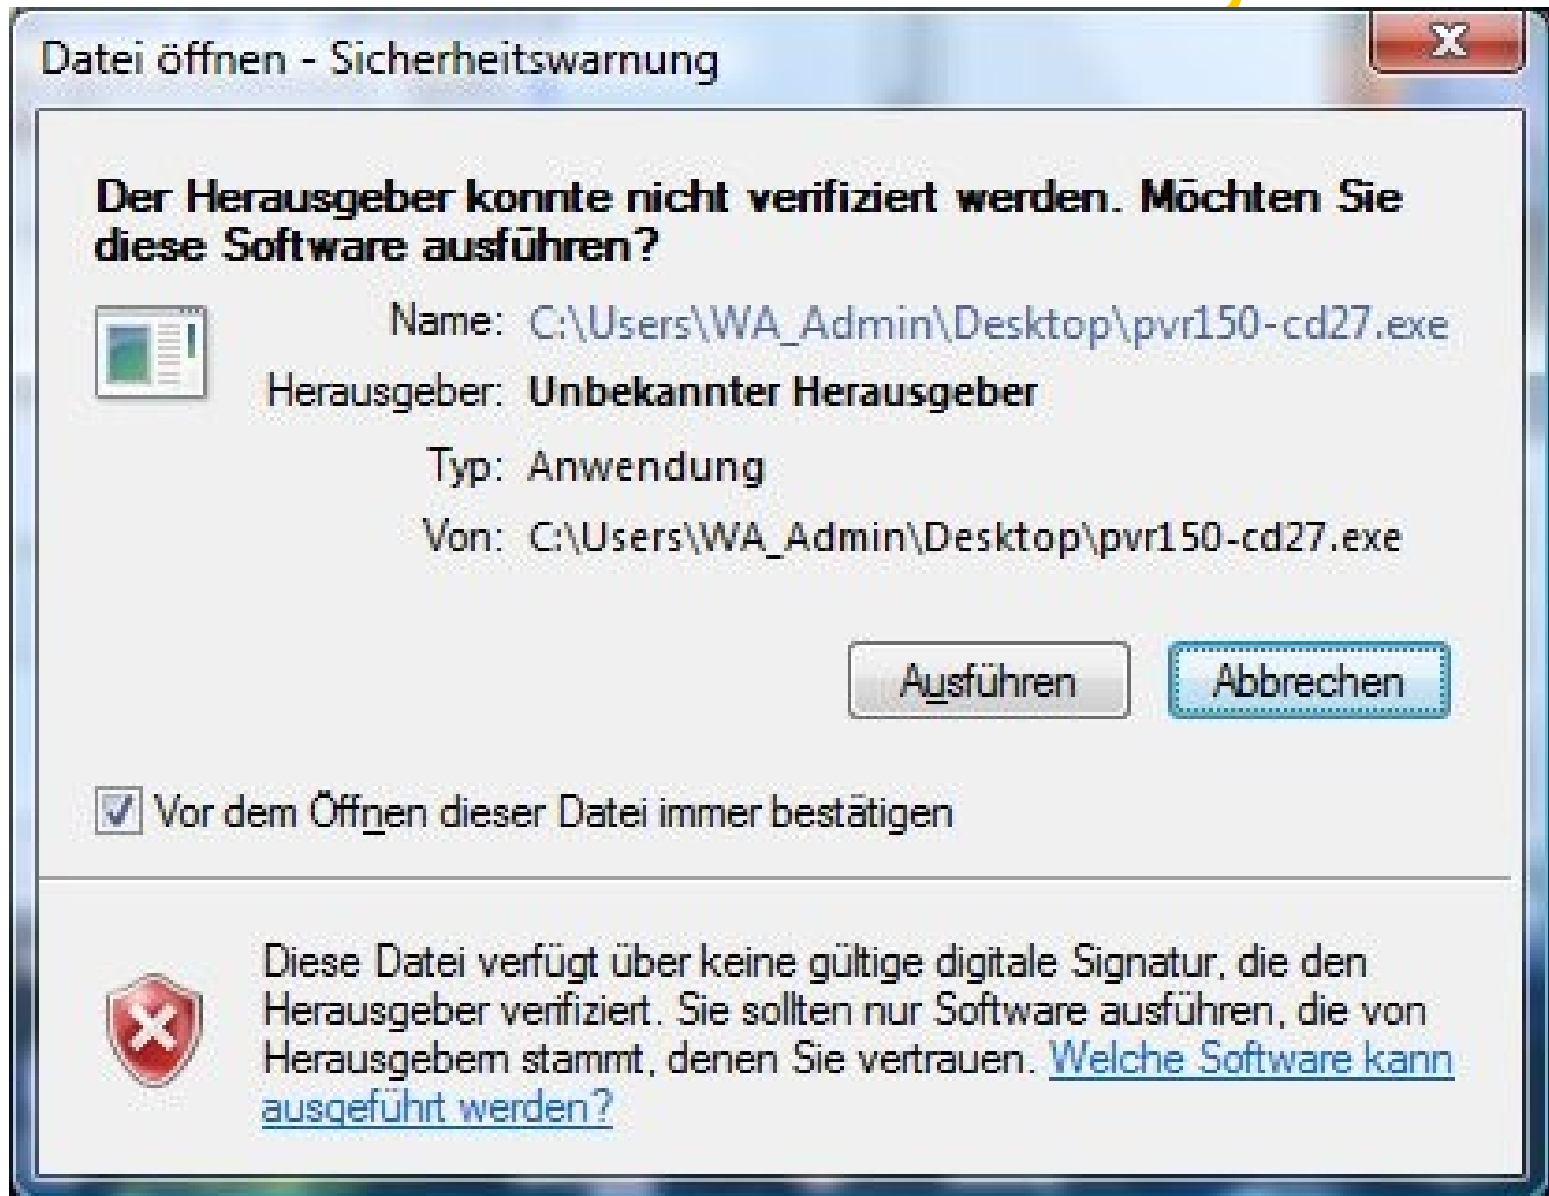 Datei öffnen - Sicherheitswarnung
Der Herausgeber konnte nicht verifiziert werden. Möchten Sie
diese Software ausführen?
Name: C:\Users\WA_Admin\Desktop\pvr150-cd27.exe
Herausgeber: Unbekannter Herausgeber
Typ: Anwendung
Von: C:\Users\WA_Admin\Desktop\pvr150-cd27.exe
Ausführen Abbrechen
Vor dem Öffnen dieser Datei immer bestätigen
Diese Datei verfügt über keine gültige digitale Signatur, die den
Herausgeber verifiziert. Sie sollten nur Software ausführen, die von
Herausgebern stammt, denen Sie vertrauen. Welche Software kann
ausgeführt werden?